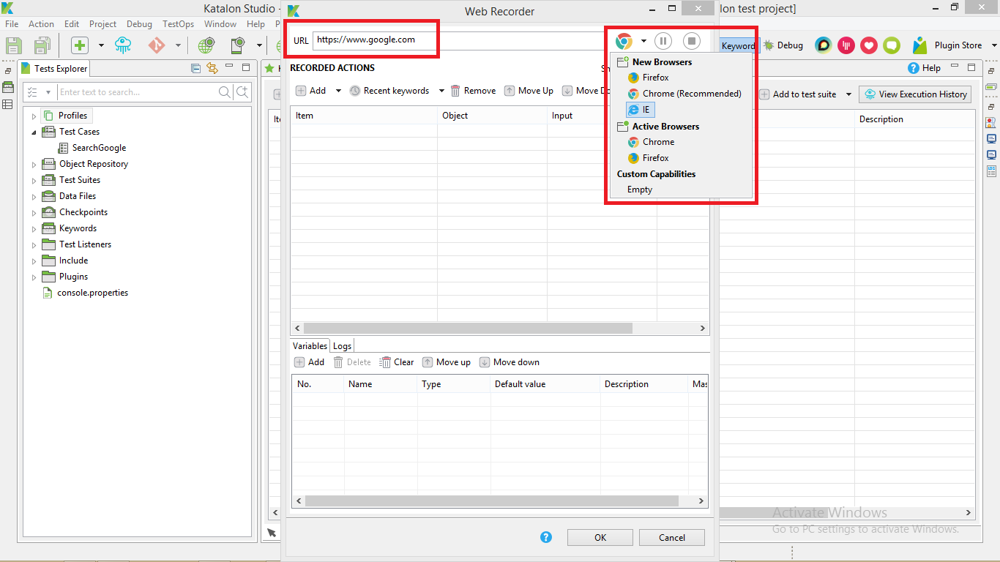 Katalon Studio -
Web Recorder
lon test project]
File Action Edit Project Debug TestOps Window Help
URL https://www.google.com
Keyword Debug Plugin Store
Tests Explorer
RECORDED ACTIONS
New Browsers
Help
Firefox
Enter text to search...
Add Recent keywords Remove Move Up Move
Chrome (Recommended)
Add to test suite View Execution History
IE
Profiles
Item Object Input
Description
Active Browsers
Test Cases
Chrome
SearchGoogle
Firefox
Object Repository
Custom Capabilities
Test Suites
Empty
Data Files
Checkpoints
Keywords
Test Listeners
Include
Plugins
console.properties
Variables Logs
Add Delete Clear Move up Move down
No. Name Type Default value Description Mas
Activate Windows
Go to PC settings to activate Windows.
OK Cancel